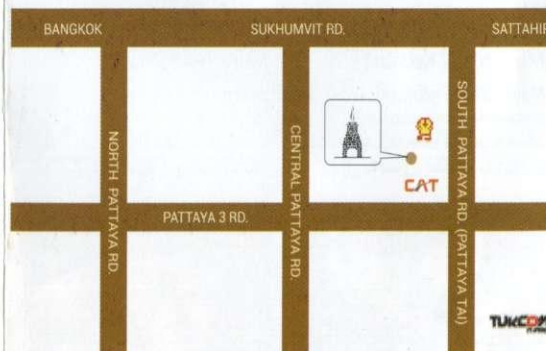 BANGKOK
SUKHUMVIT RD.
SATTAHIP
NORTH PATTAYA RD.
CENTRAL PATTAYA RD.
SOUTH PATTAYA RD. (PATTAYA TAI)
CAT
PATTAYA 3 RD.
TUKCOM